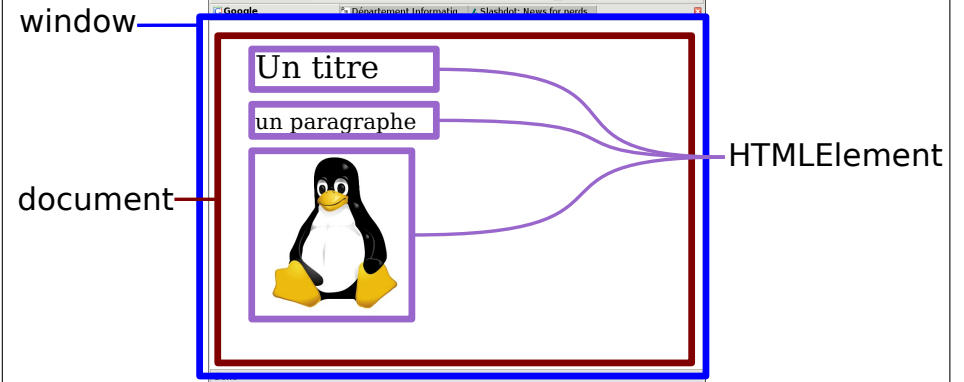 window
Google
Département Informatiq
Slashdot: News for nerds
Un titre
un paragraphe
HTMLElement
document